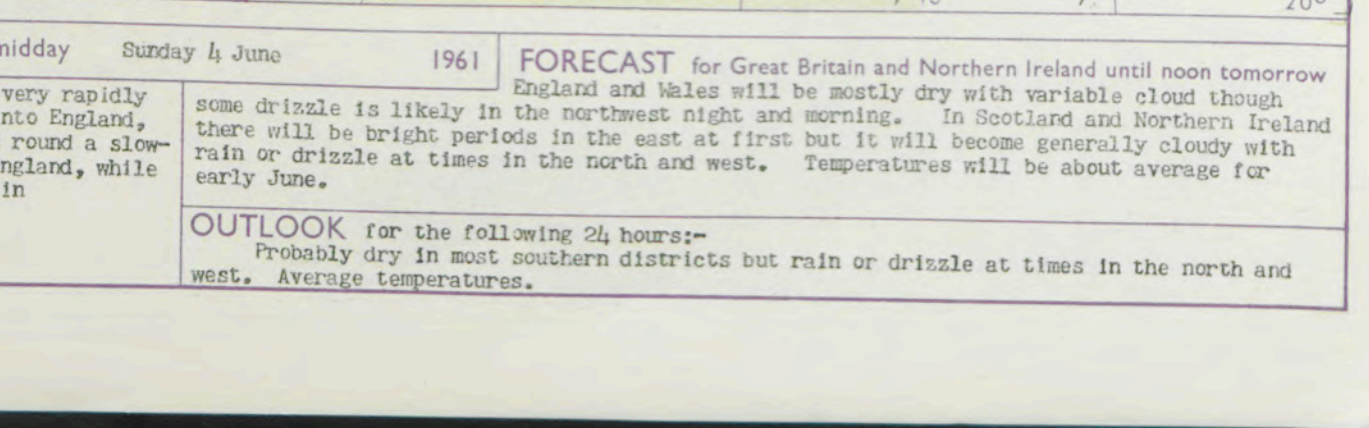 20°
midday Sunday 4 June 1961
very rapidly
nto England,
round a slow-
ngland, while
in
FORECAST for Great Britain and Northern Ireland until noon tomorrow
England and Wales will be mostly dry with variable cloud though
some drizzle is likely in the northwest night and morning. In Scotland and Northern Ireland
there will be bright periods in the east at first but it will become generally cloudy with
rain or drizzle at times in the north and west. Temperatures will be about average for
early June.
OUTLOOK for the following 24 hours:-
Probably dry in most southern districts but rain or drizzle at times in the north and
west. Average temperatures.